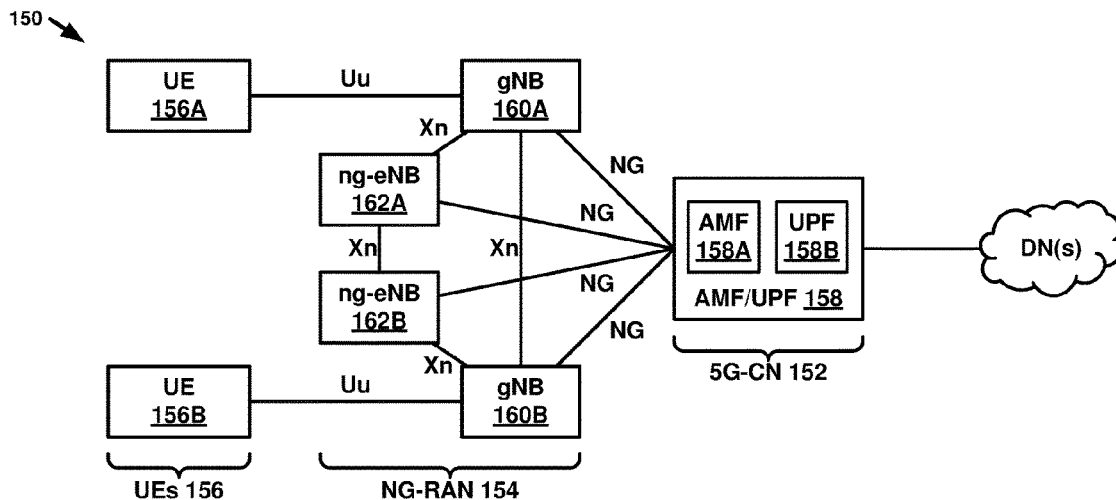 150
UE
156A
Uu
gNB
160A
Xn
NG
ng-eNB
162A
NG
AMF
158A
UPF
158B
DN(s)
Xn
Xn
ng-eNB
162B
NG
AMF/UPF 158
NG
Xn
5G-CN 152
UE
156B
Uu
gNB
160B
UEs 156
NG-RAN 154